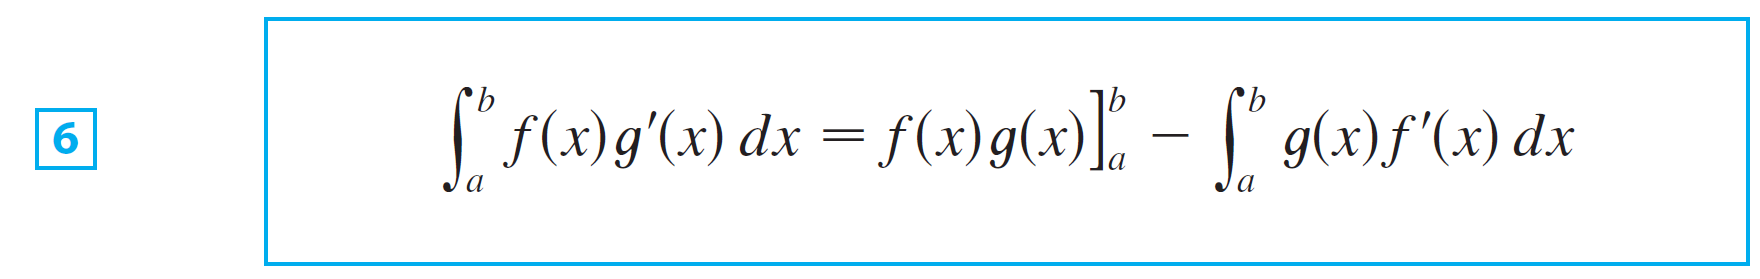 6
∫_a^b f(x)g′(x) dx = f(x)g(x)]_a^b − ∫_a^b g(x)f′(x) dx